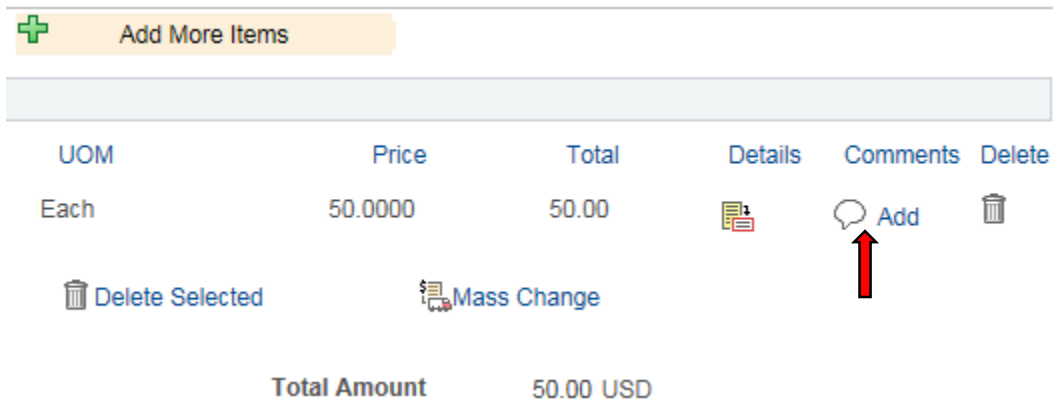 Add More Items
UOM Price Total Details Comments Delete
Each 50.0000 50.00 Add
Delete Selected Mass Change
Total Amount 50.00 USD